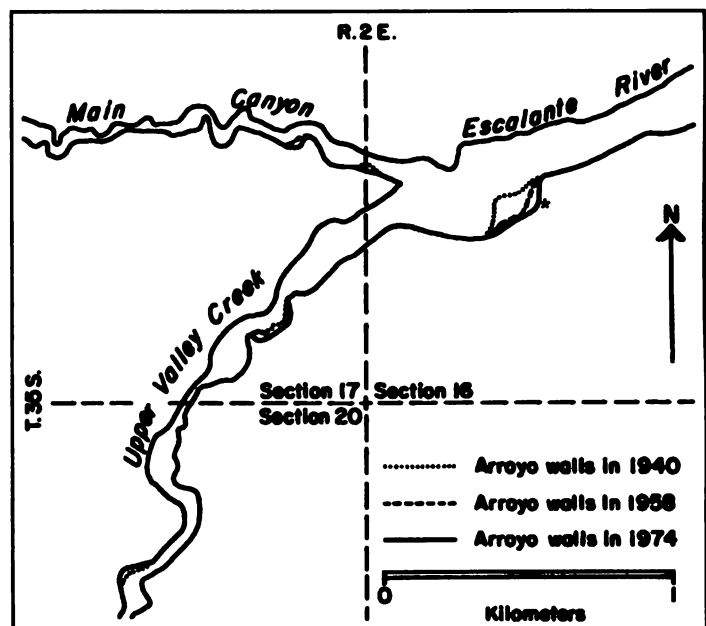 R. 2 E.
Main Canyon
Escalante River
N
Upper Valley Creek
T. 35 S.
Section 17
Section 16
Section 20
Arroyo walls in 1940
Arroyo walls in 1958
Arroyo walls in 1974
0 1
Kilometers
*